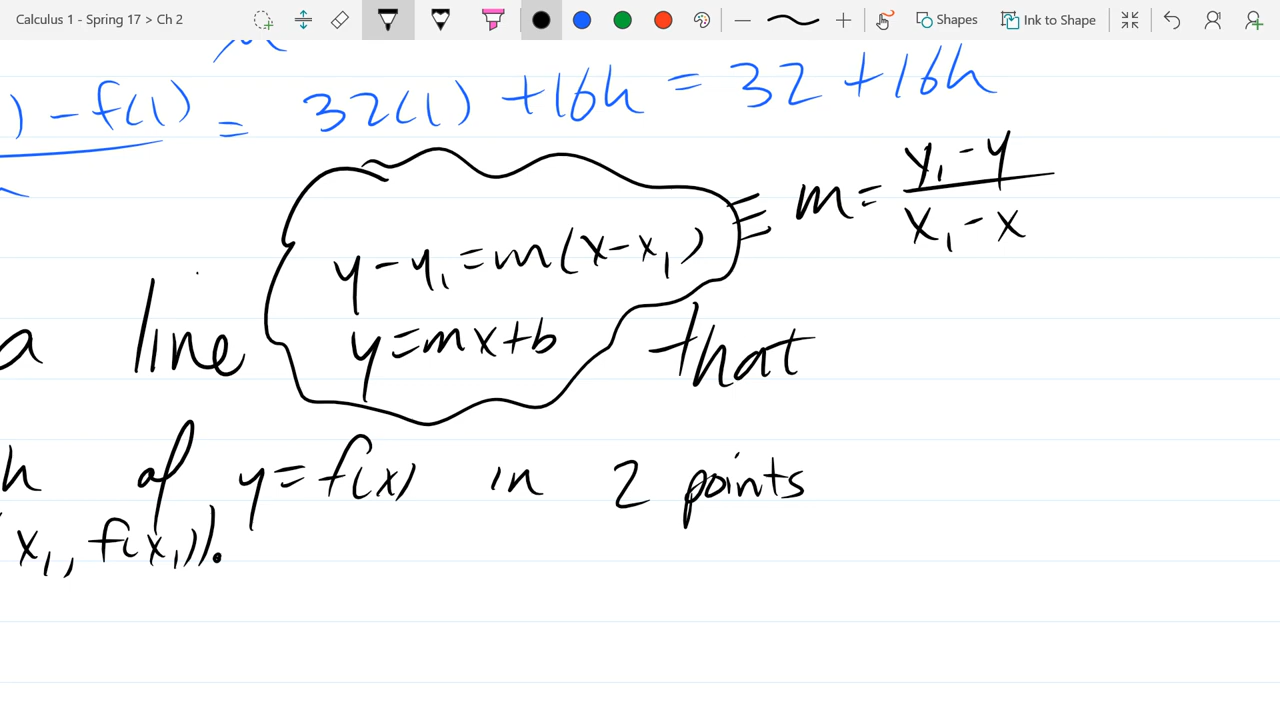 Calculus 1 - Spring 17 > Ch 2
Shapes
Ink to Shape
) - f(1) = 32(1) + 16h = 32 + 16h
y - y₁ = m(x - x₁) ≡ m = (y₁ - y)/(x₁ - x)
y = mx + b
a line that
h of y = f(x) in 2 points
x₁, f(x₁)).